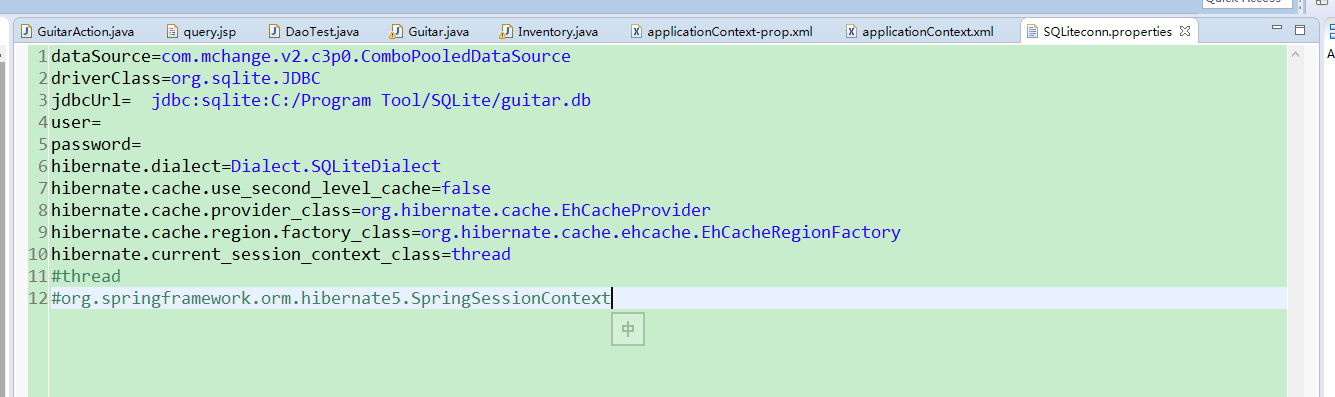 Quick Access
GuitarAction.java query.jsp DaoTest.java Guitar.java Inventory.java applicationContext-prop.xml applicationContext.xml SQLiteconn.properties
1 dataSource=com.mchange.v2.c3p0.ComboPooledDataSource
2 driverClass=org.sqlite.JDBC
3 jdbcUrl=  jdbc:sqlite:C:/Program Tool/SQLite/guitar.db
4 user=
5 password=
6 hibernate.dialect=Dialect.SQLiteDialect
7 hibernate.cache.use_second_level_cache=false
8 hibernate.cache.provider_class=org.hibernate.cache.EhCacheProvider
9 hibernate.cache.region.factory_class=org.hibernate.cache.ehcache.EhCacheRegionFactory
10 hibernate.current_session_context_class=thread
11 #thread
12 #org.springframework.orm.hibernate5.SpringSessionContext
中